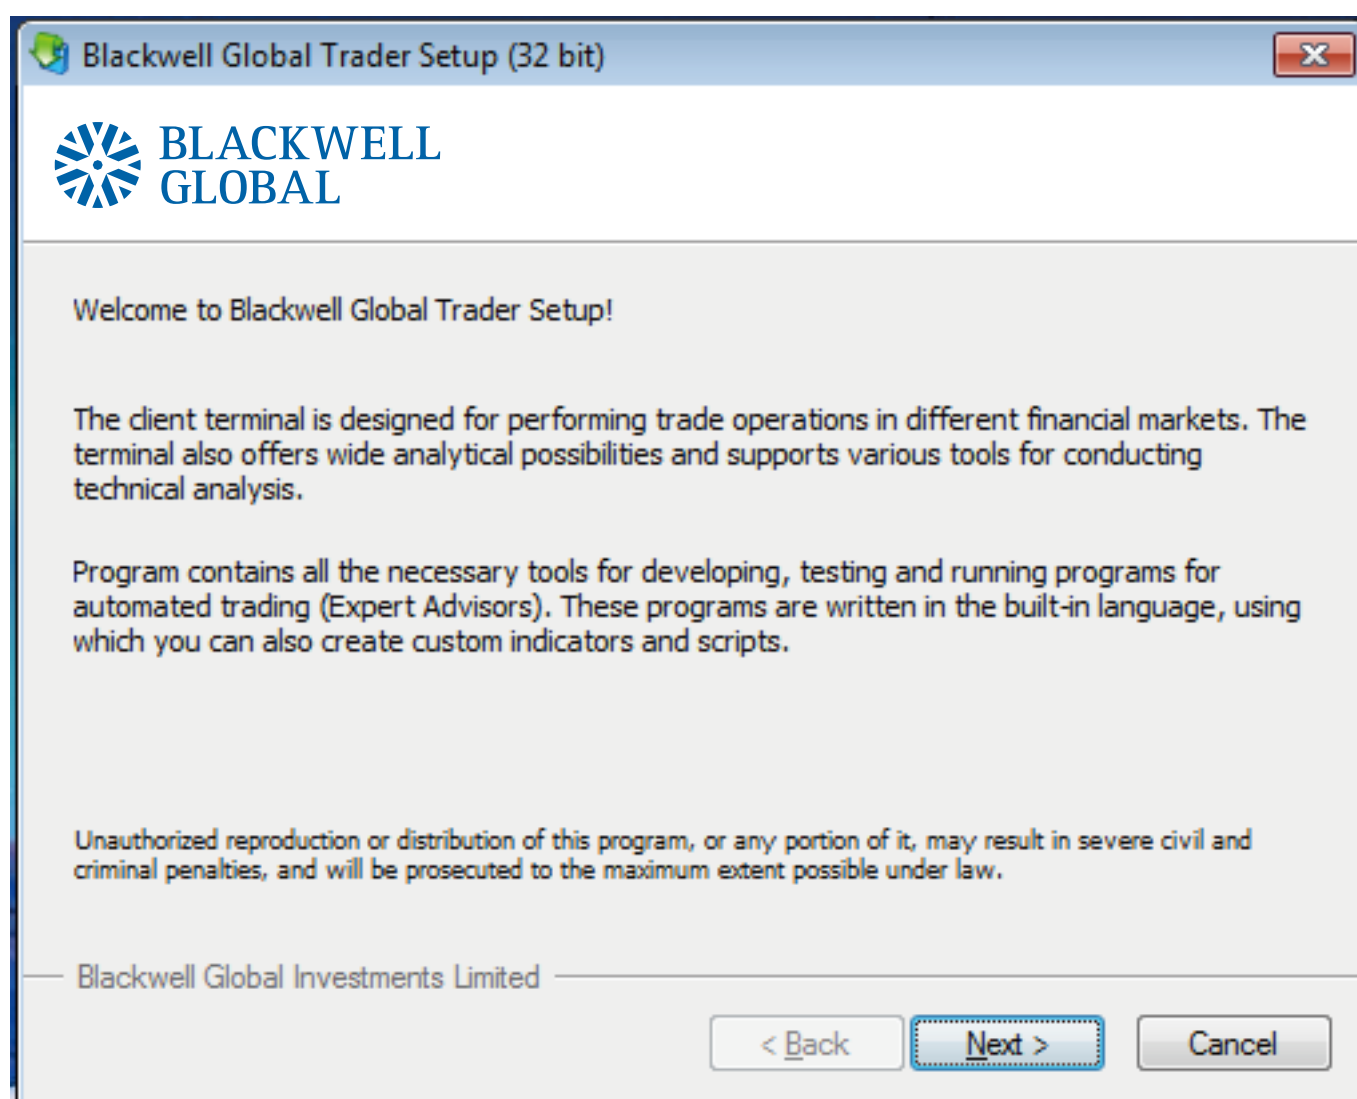 Blackwell Global Trader Setup (32 bit)
BLACKWELL
GLOBAL
Welcome to Blackwell Global Trader Setup!
The client terminal is designed for performing trade operations in different financial markets. The
terminal also offers wide analytical possibilities and supports various tools for conducting
technical analysis.
Program contains all the necessary tools for developing, testing and running programs for
automated trading (Expert Advisors). These programs are written in the built-in language, using
which you can also create custom indicators and scripts.
Unauthorized reproduction or distribution of this program, or any portion of it, may result in severe civil and
criminal penalties, and will be prosecuted to the maximum extent possible under law.
Blackwell Global Investments Limited
< Back Next > Cancel